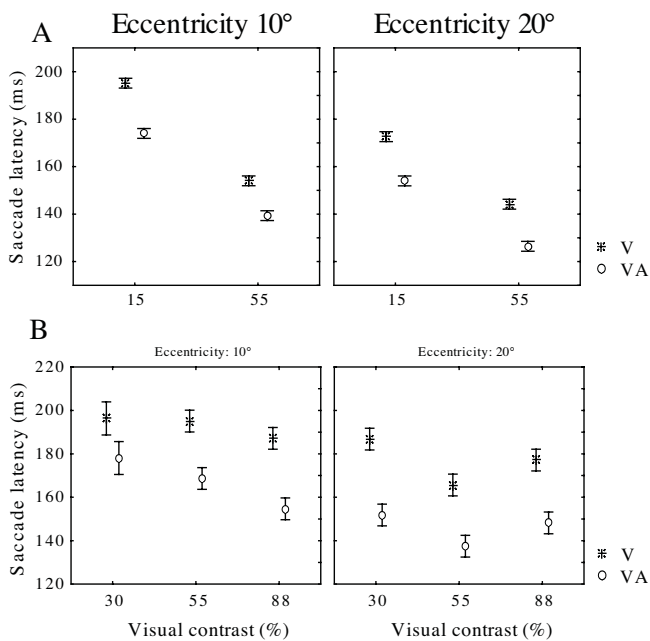 A
Eccentricity 10°
Eccentricity 20°
Saccade latency (ms)
200
180
160
140
120
15
55
15
55
V
VA
B
Eccentricity: 10°
Eccentricity: 20°
Saccade latency (ms)
220
200
180
160
140
120
30
55
88
30
55
88
V
VA
Visual contrast (%)
Visual contrast (%)